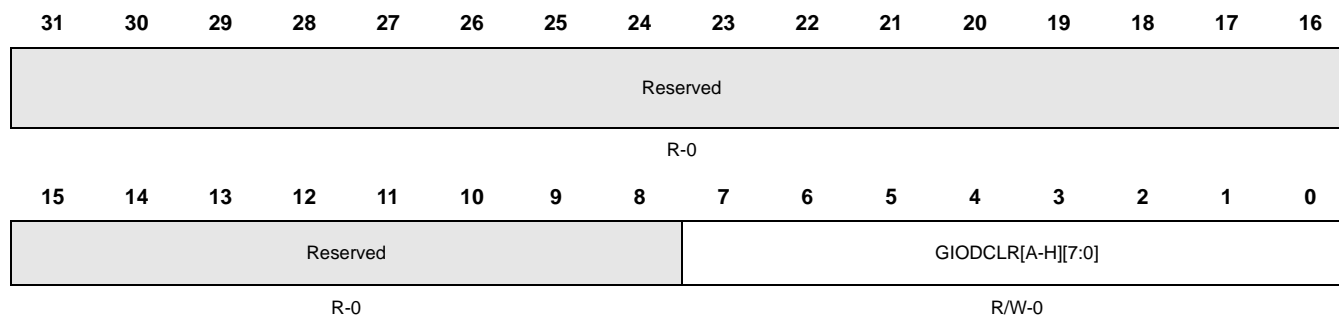 31 30 29 28 27 26 25 24 23 22 21 20 19 18 17 16
Reserved
R-0
15 14 13 12 11 10 9 8 7 6 5 4 3 2 1 0
Reserved GIODCLR[A-H][7:0]
R-0 R/W-0